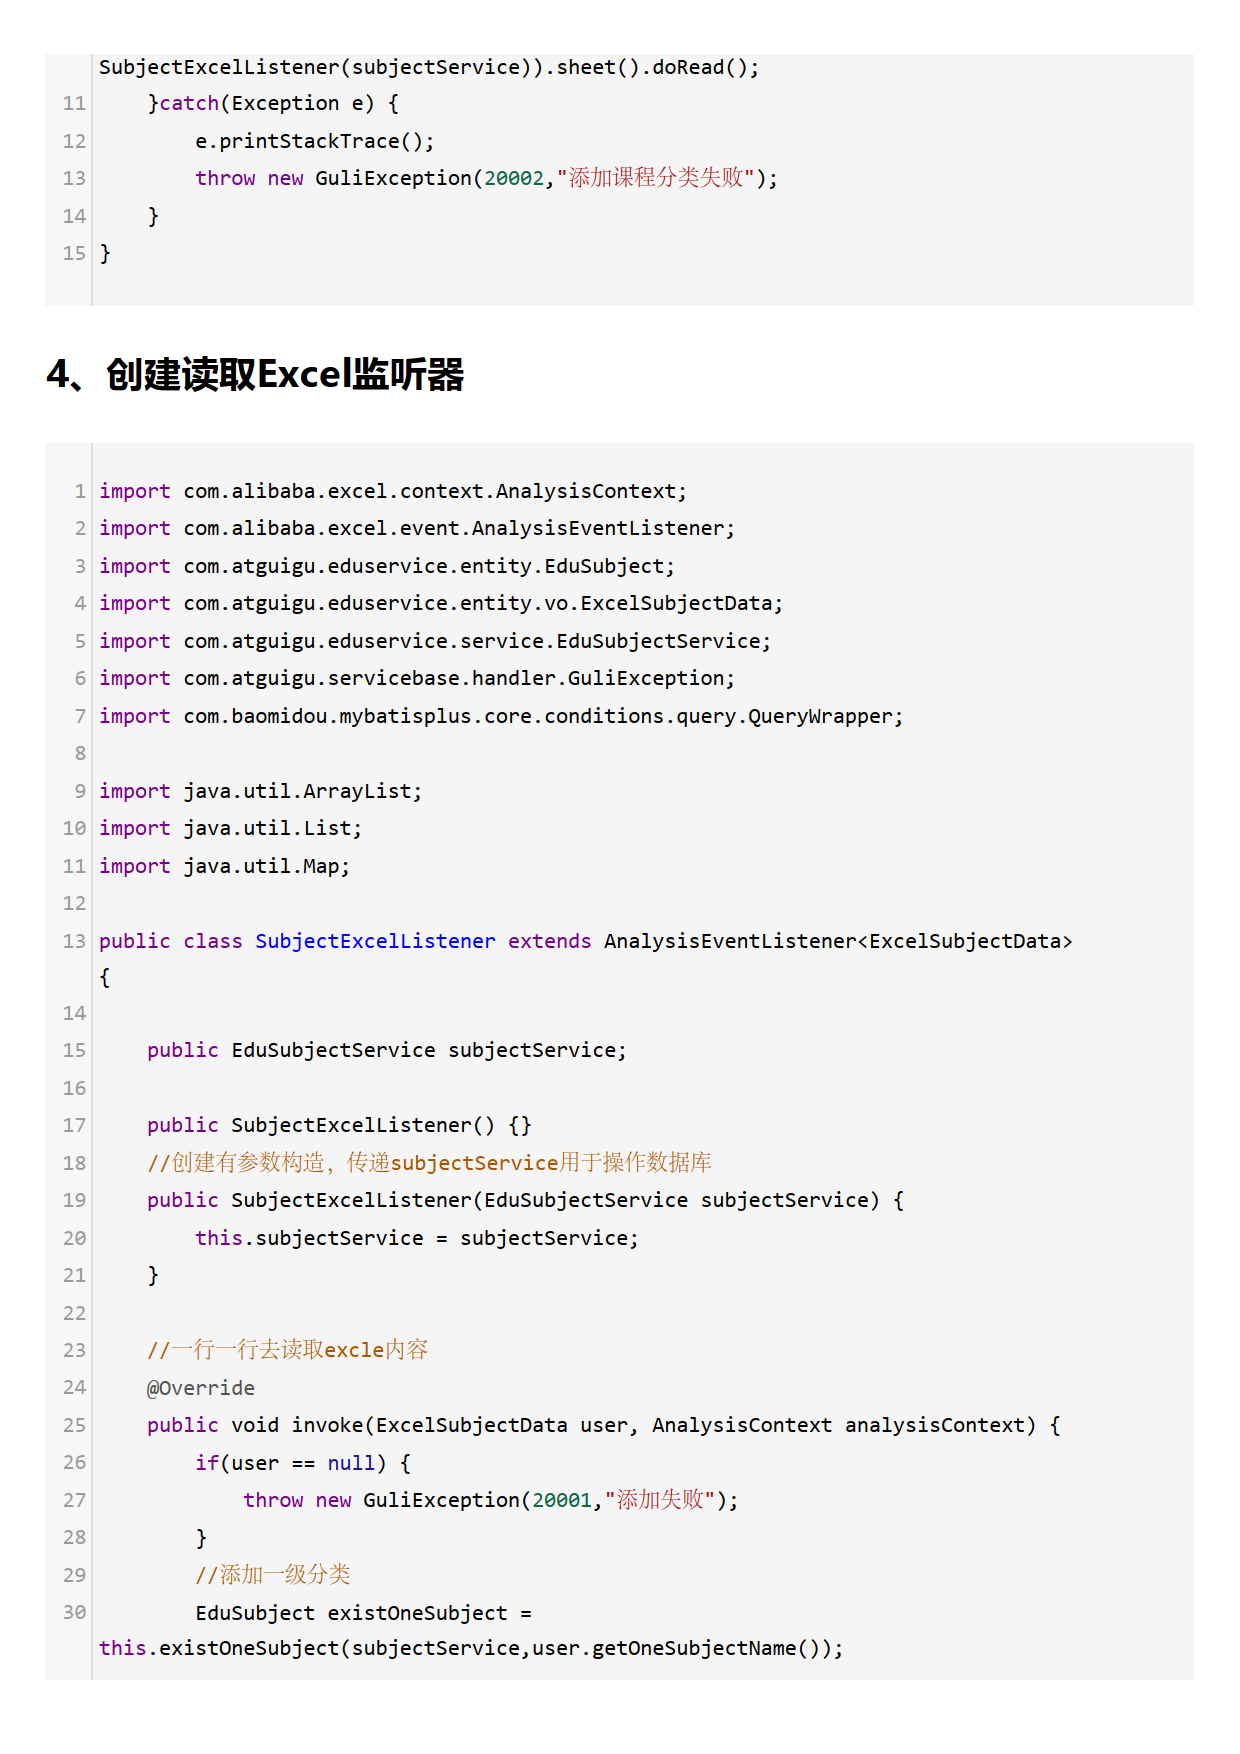 SubjectExcelListener(subjectService)).sheet().doRead();
11     }catch(Exception e) {
12         e.printStackTrace();
13         throw new GuliException(20002,"添加课程分类失败");
14     }
15 }
4、创建读取Excel监听器
1 import com.alibaba.excel.context.AnalysisContext;
2 import com.alibaba.excel.event.AnalysisEventListener;
3 import com.atguigu.eduservice.entity.EduSubject;
4 import com.atguigu.eduservice.entity.vo.ExcelSubjectData;
5 import com.atguigu.eduservice.service.EduSubjectService;
6 import com.atguigu.servicebase.handler.GuliException;
7 import com.baomidou.mybatisplus.core.conditions.query.QueryWrapper;
8
9 import java.util.ArrayList;
10 import java.util.List;
11 import java.util.Map;
12
13 public class SubjectExcelListener extends AnalysisEventListener<ExcelSubjectData>
{
14
15     public EduSubjectService subjectService;
16
17     public SubjectExcelListener() {}
18     //创建有参数构造，传递subjectService用于操作数据库
19     public SubjectExcelListener(EduSubjectService subjectService) {
20         this.subjectService = subjectService;
21     }
22
23     //一行一行去读取excle内容
24     @Override
25     public void invoke(ExcelSubjectData user, AnalysisContext analysisContext) {
26         if(user == null) {
27             throw new GuliException(20001,"添加失败");
28         }
29         //添加一级分类
30         EduSubject existOneSubject =
this.existOneSubject(subjectService,user.getOneSubjectName());